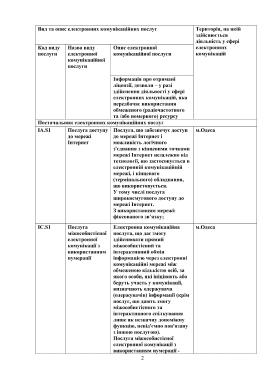 Вид та опис електронних комунікаційних послуг
Територія, на якій
здійснюється
діяльність у сфері
електронних
комунікацій
Код виду
послуги
Назва виду
електронної
комунікаційної
послуги
Опис електронної
комунікаційної послуги
Інформація про отримані
ліцензії, дозволи – у разі
здійснення діяльності у сфері
електронних комунікацій, яка
передбачає використання
обмеженого (радіочастотного
та (або номерного) ресурсу
Постачальник електронних комунікаційних послуг
IA.S1
Послуга доступу
до мережі
Інтернет
Послуга, що забезпечує доступ
до мережі Інтернет і
можливість логічного
з'єднання з кінцевими точками
мережі Інтернет незалежно від
технології, що застосовується в
електронній комунікаційній
мережі, і кінцевого
(термінального) обладнання,
що використовується.
У тому числі послуга
широкосмугового доступу до
мережі Інтернет.
З використанням мережі:
фіксованого зв'язку;
м.Одеса
IC.S1
Послуга
міжособистісної
електронної
комунікації з
використанням
нумерації
Електронна комунікаційна
послуга, що дає змогу
здійснювати прямий
міжособистісний та
інтерактивний обмін
інформацією через електронні
комунікаційні мережі між
обмеженою кількістю осіб, за
якого особи, які ініціюють або
беруть участь у комунікації,
визначають одержувача
(одержувачів) інформації (крім
послуг, що дають змогу
міжособистісного та
інтерактивного спілкування
лише як незначну допоміжну
функцію, невід'ємно пов'язану
з іншою послугою).
Послуга міжособистісної
електронної комунікації з
використанням нумерації -
м.Одеса
2